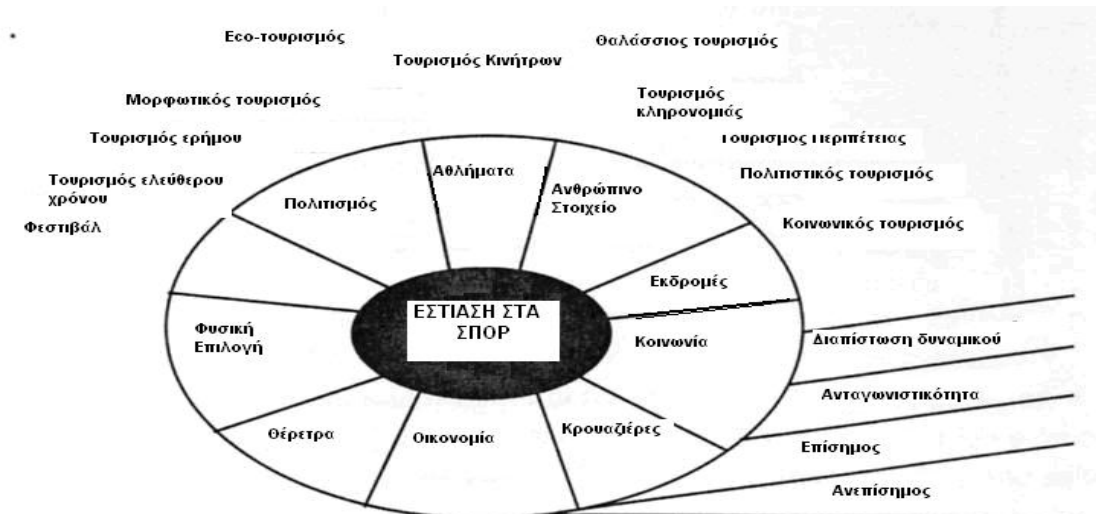 Eco-τουρισμός
Τουρισμός Κινήτρων
Θαλάσσιος τουρισμός
Μορφωτικός τουρισμός
Τουρισμός
κληρονομιάς
Τουρισμός ερήμου
Τουρισμος Περιπέτειας
Τουρισμός ελεύθερου
χρόνου
Πολιτιστικός τουρισμός
Φεστιβάλ
Κοινωνικός τουρισμός
Πολιτισμός
Αθλήματα
Ανθρώπινο
Στοιχείο
Εκδρομές
ΕΣΤΙΑΣΗ ΣΤΑ
ΣΠΟΡ
Φυσική
Επιλογή
Κοινωνία
Θέρετρα
Οικονομία
Κρουαζιέρες
Διαπίστωση δυναμικού
Ανταγωνιστικότητα
Επίσημος
Ανεπίσημος